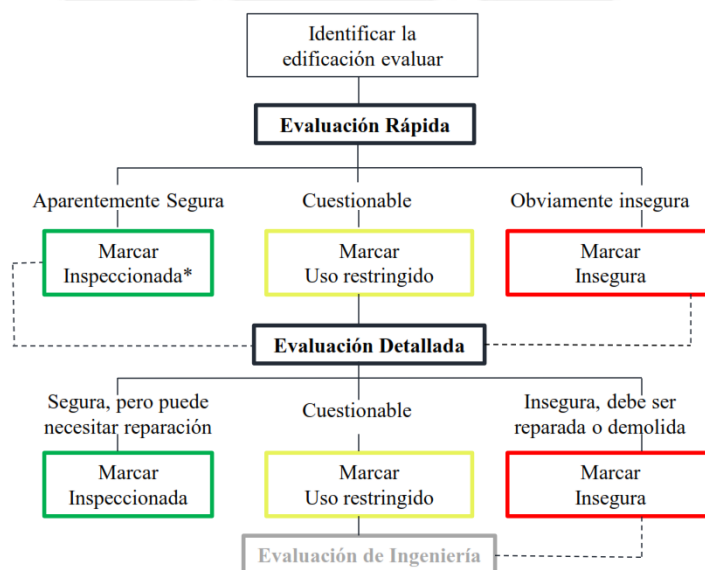 Identificar la
edificación evaluar
Evaluación Rápida
Aparentemente Segura
Cuestionable
Obviamente insegura
Marcar
Inspeccionada*
Marcar
Uso restringido
Marcar
Insegura
Evaluación Detallada
Segura, pero puede
necesitar reparación
Cuestionable
Insegura, debe ser
reparada o demolida
Marcar
Inspeccionada
Marcar
Uso restringido
Marcar
Insegura
Evaluación de Ingeniería